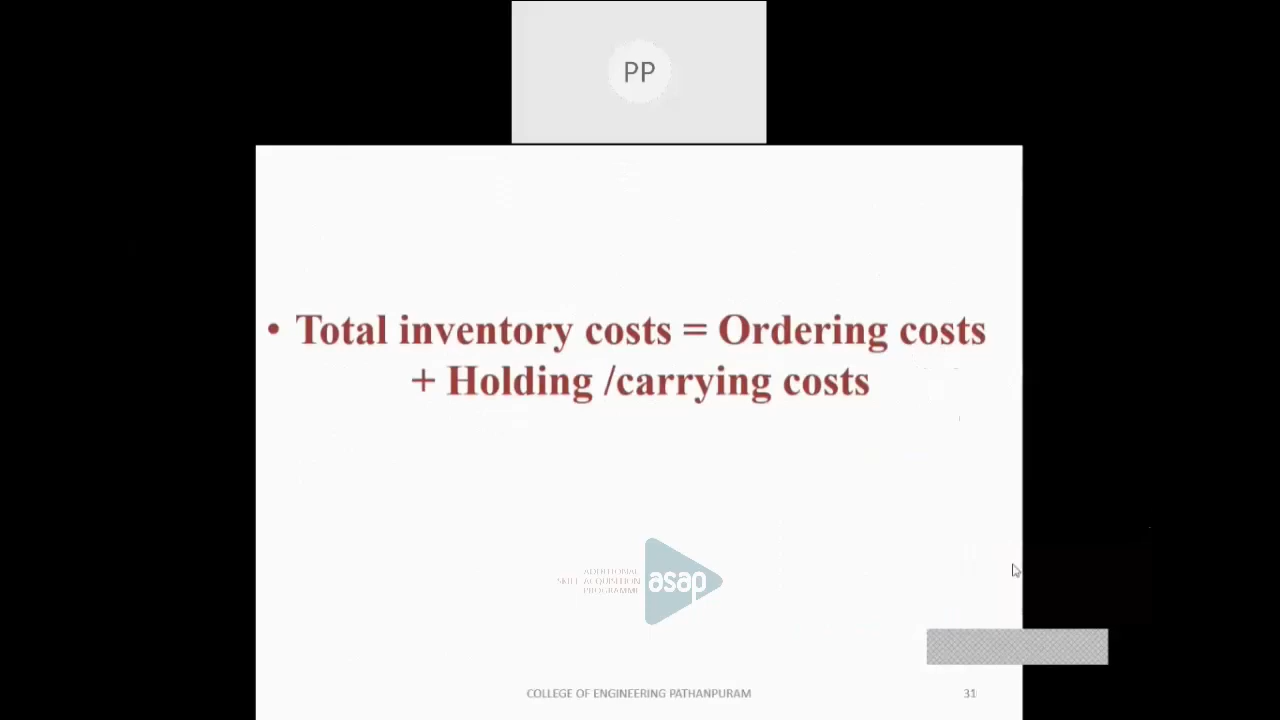 PP
• Total inventory costs = Ordering costs
+ Holding /carrying costs
ADDITIONAL
SKILL ACQUISITION
PROGRAMME
asap
COLLEGE OF ENGINEERING PATHANPURAM
31